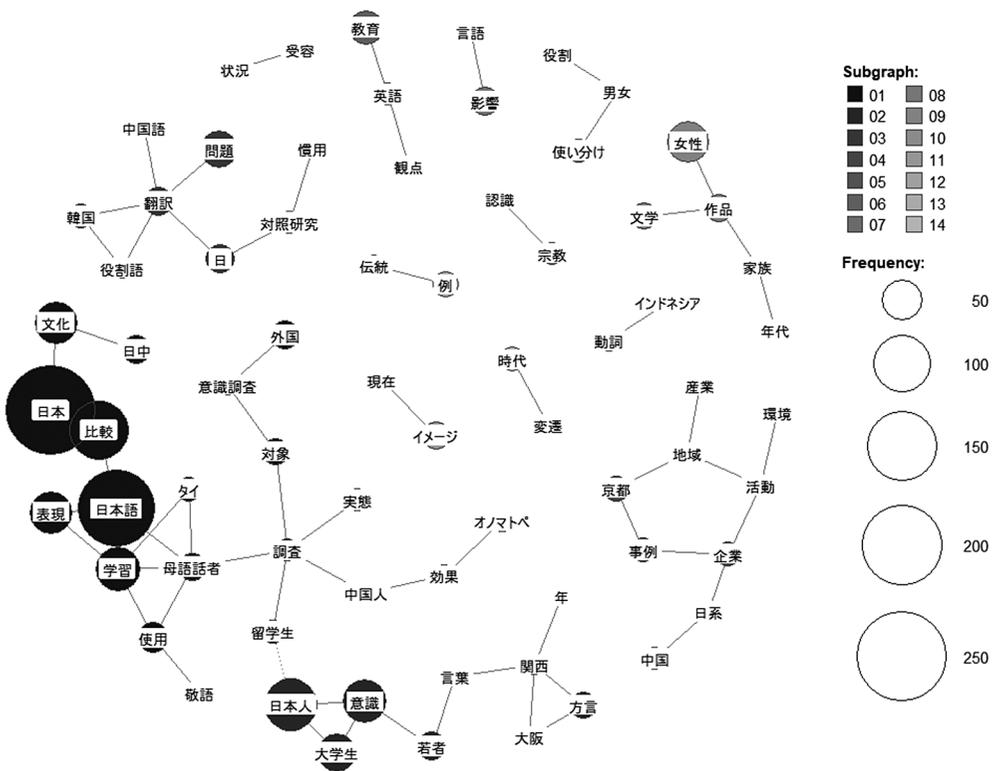 教育
言語
受容
役割
状況
男女
英語
影響
中国語
問題
慣用
女性
使い分け
観点
翻訳
認識
作品
韓国
文学
対照研究
日
役割語
宗教
伝統
家族
例
インドネシア
文化
年代
外国
動詞
日中
時代
意識調査
現在
産業
日本
環境
比較
変遷
イメージ
対象
地域
タイ
京都
活動
実態
日本語
表現
オノマトペ
調査
事例
企業
学習
母語話者
効果
中国人
年
日系
留学生
使用
中国
関西
言葉
敬語
意識
日本人
方言
大阪
若者
大学生
Subgraph:
01 08
02 09
03 10
04 11
05 12
06 13
07 14
Frequency:
50
100
150
200
250